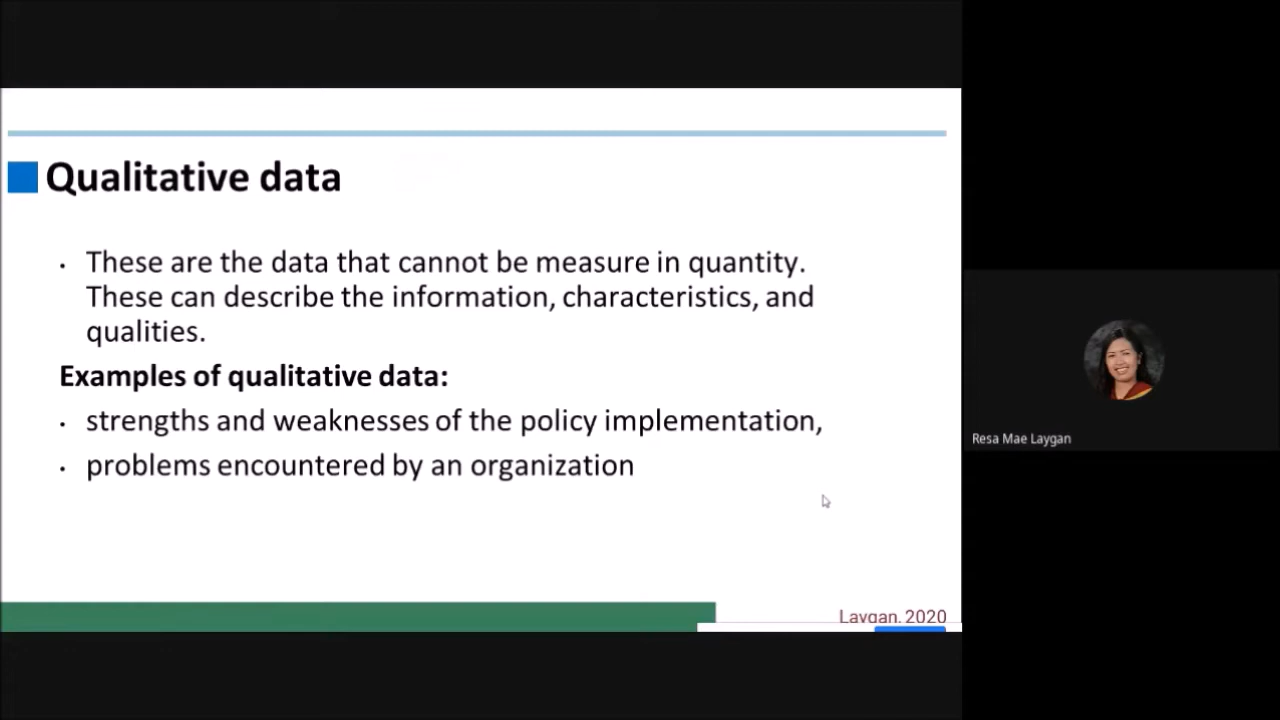 Qualitative data
• These are the data that cannot be measure in quantity.
These can describe the information, characteristics, and
qualities.
Examples of qualitative data:
• strengths and weaknesses of the policy implementation,
• problems encountered by an organization
Laygan, 2020
Resa Mae Laygan